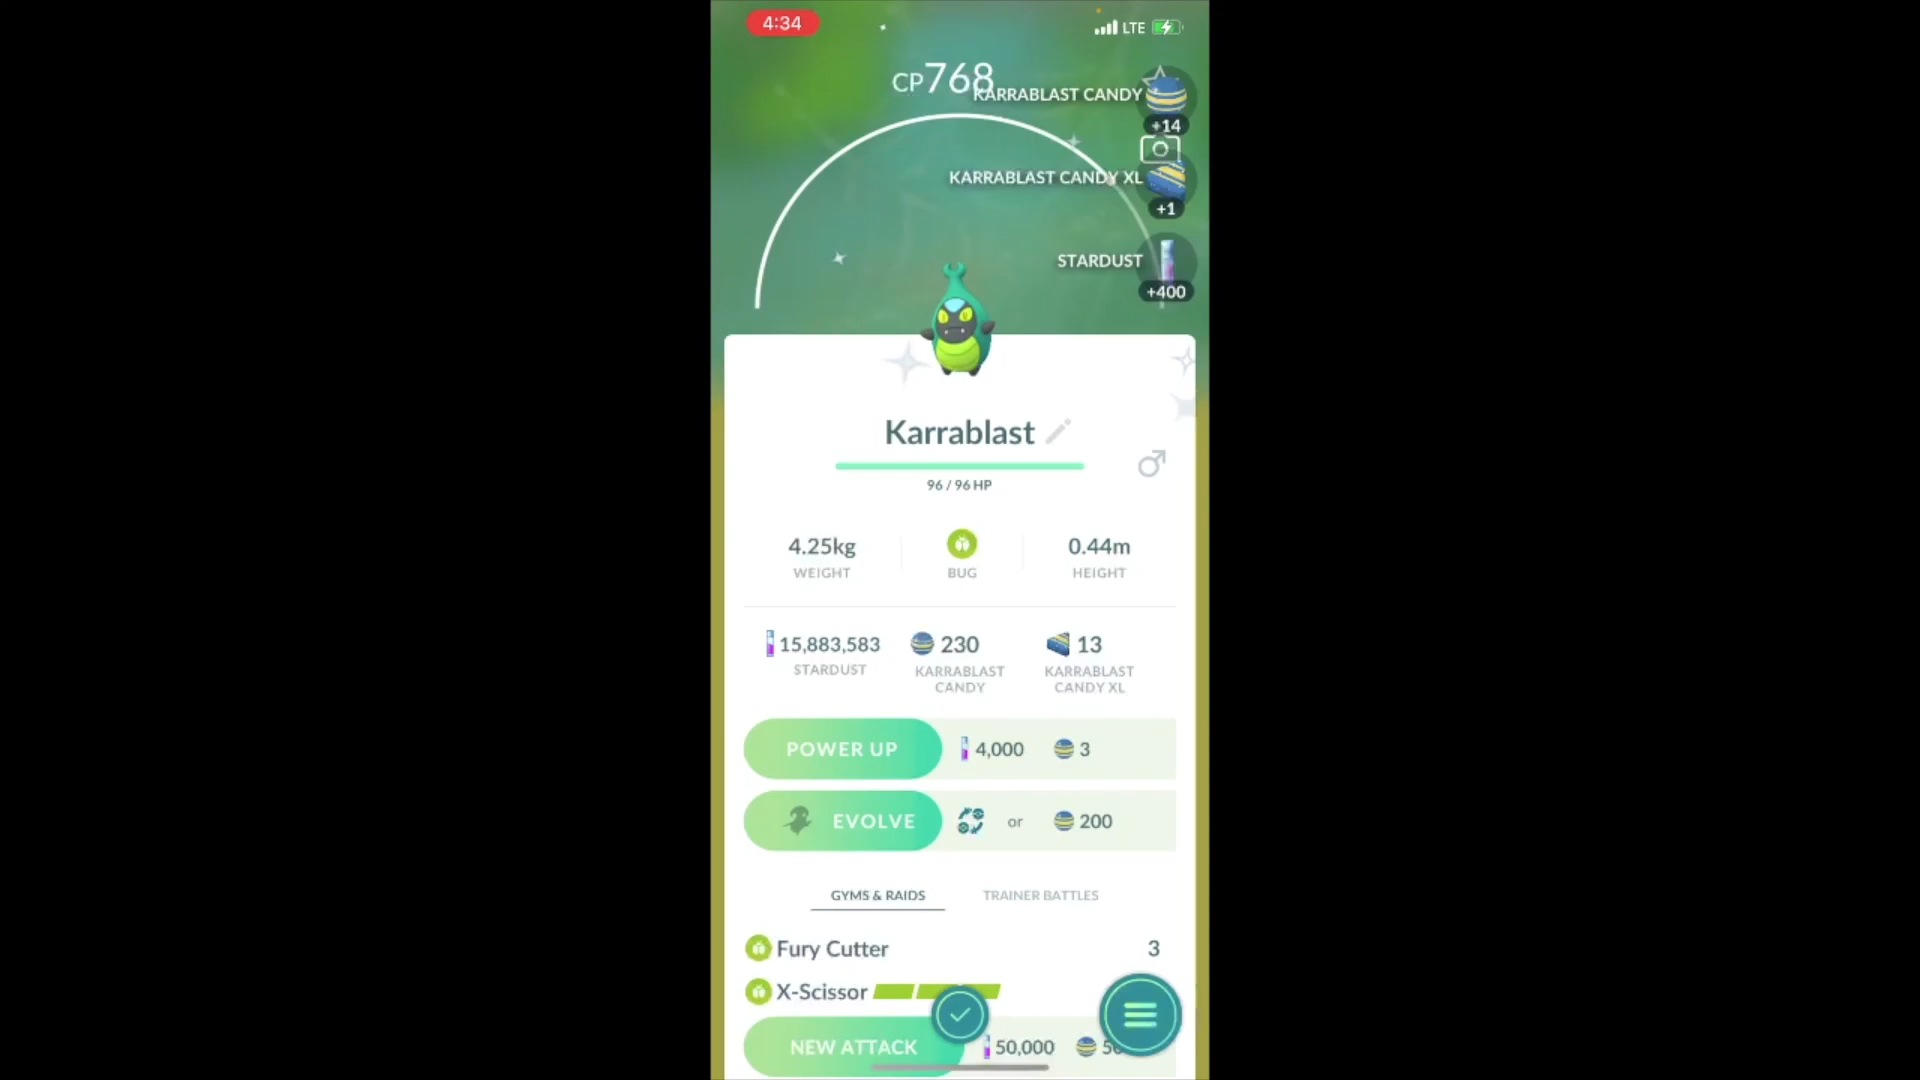 4:34
LTE
CP768
KARRABLAST CANDY
+14
KARRABLAST CANDY XL
+1
STARDUST
+400
Karrablast
96 / 96 HP
4.25kg
WEIGHT
BUG
0.44m
HEIGHT
15,883,583
STARDUST
230
KARRABLAST
CANDY
13
KARRABLAST
CANDY XL
POWER UP 4,000 3
EVOLVE or 200
GYMS & RAIDS TRAINER BATTLES
Fury Cutter 3
X-Scissor
NEW ATTACK 50,000